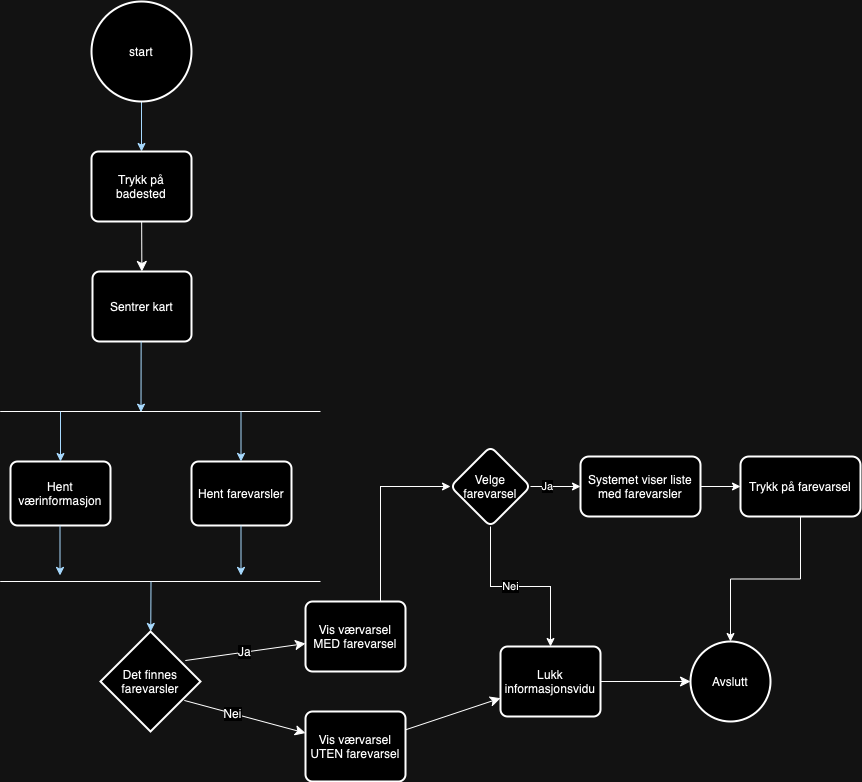 start
Trykk på
badested
Sentrer kart
Hent
værinformasjon
Hent farevarsler
Velge
farevarsel
Ja
Systemet viser liste
med farevarsler
Trykk på farevarsel
Nei
Det finnes
farevarsler
Ja
Vis værvarsel
MED farevarsel
Nei
Vis værvarsel
UTEN farevarsel
Lukk
informasjonsvidu
Avslutt